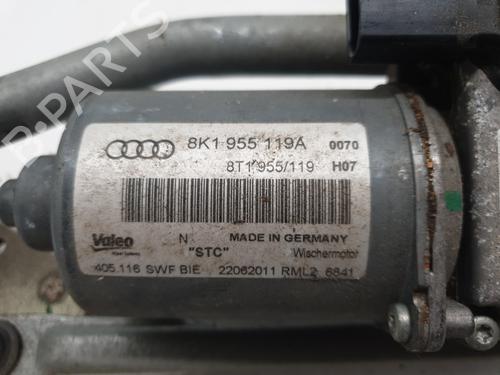 8K1 955 119A 0070
8T1 955/119 H07
Valeo N MADE IN GERMANY
"STC" Wischermotor
405.116 SWF BIE 22062011 RML2 6841
B-PARTS